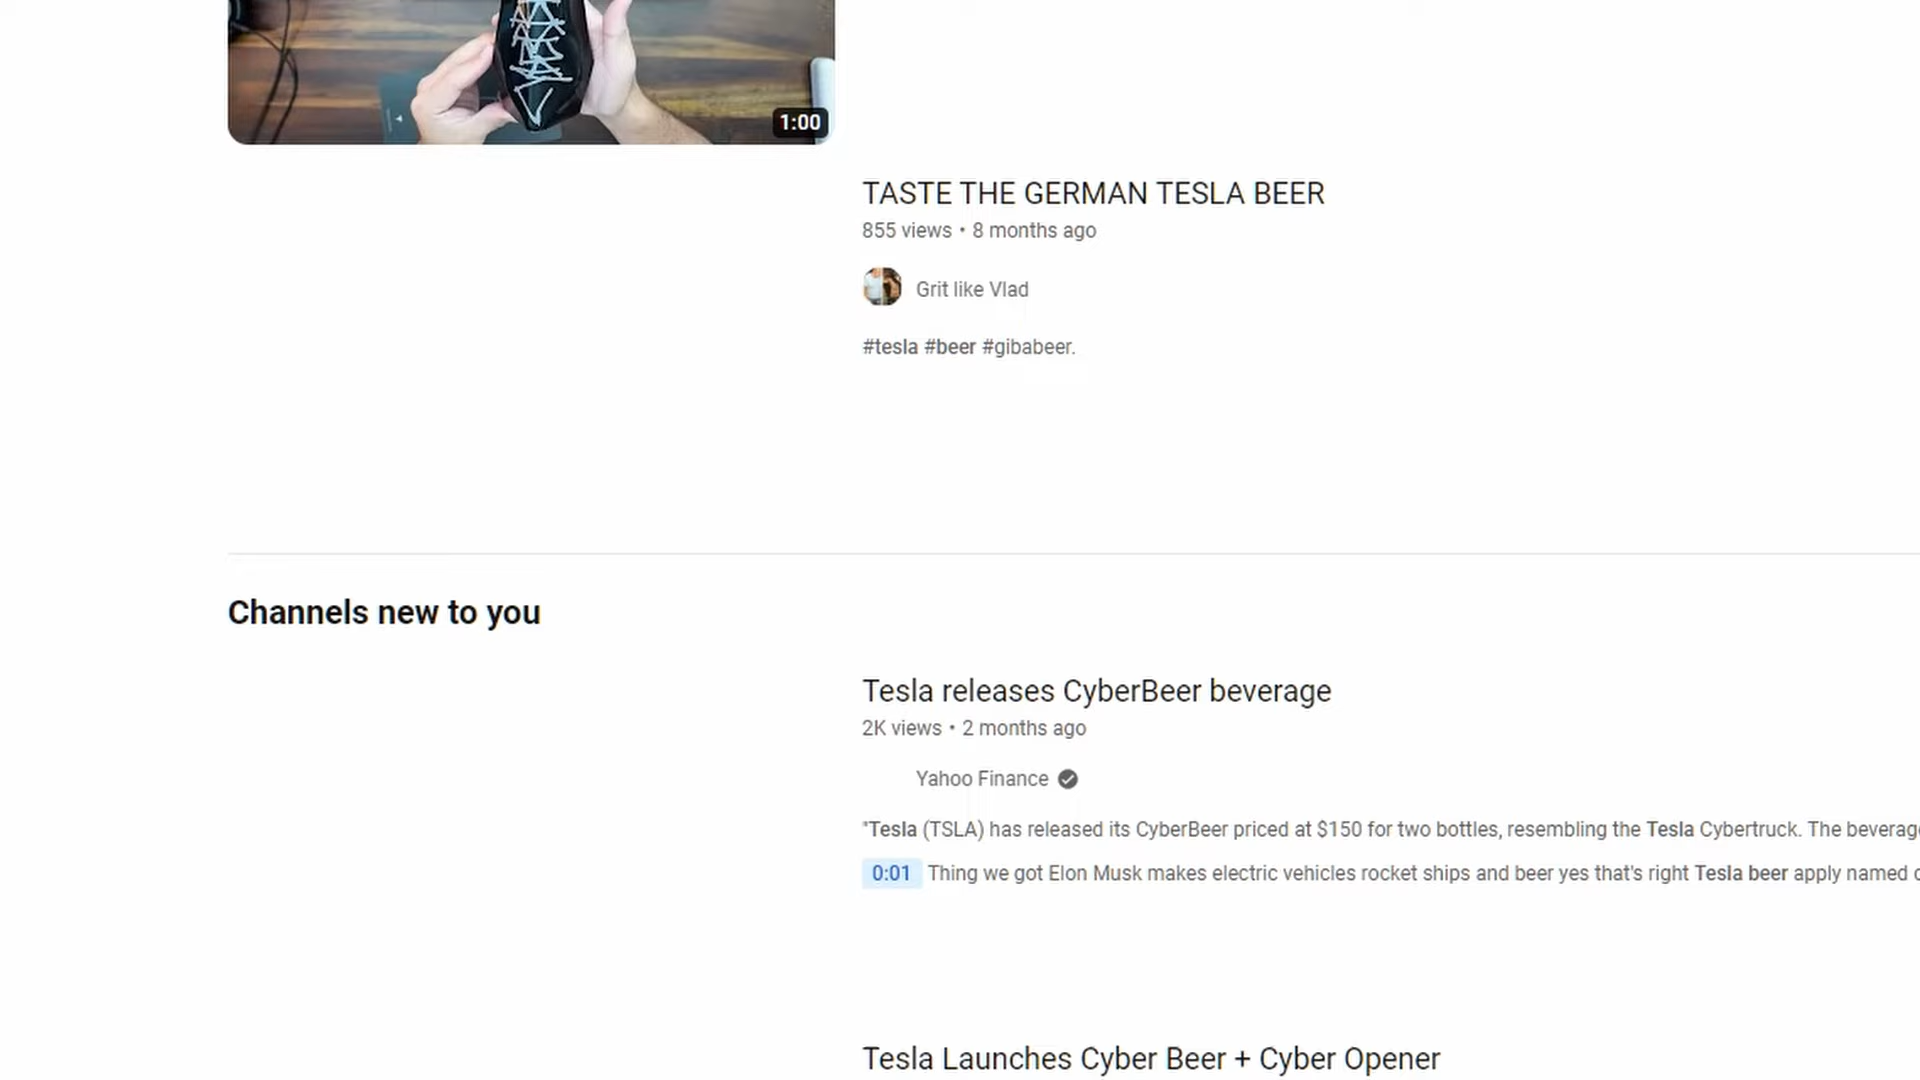 1:00
TASTE THE GERMAN TESLA BEER
855 views • 8 months ago
Grit like Vlad
#tesla #beer #gibabeer.
Channels new to you
Tesla releases CyberBeer beverage
2K views • 2 months ago
Yahoo Finance
"Tesla (TSLA) has released its CyberBeer priced at $150 for two bottles, resembling the Tesla Cybertruck. The
0:01 Thing we got Elon Musk makes electric vehicles rocket ships and beer yes that's right Tesla beer apply named
Tesla Launches Cyber Beer + Cyber Opener